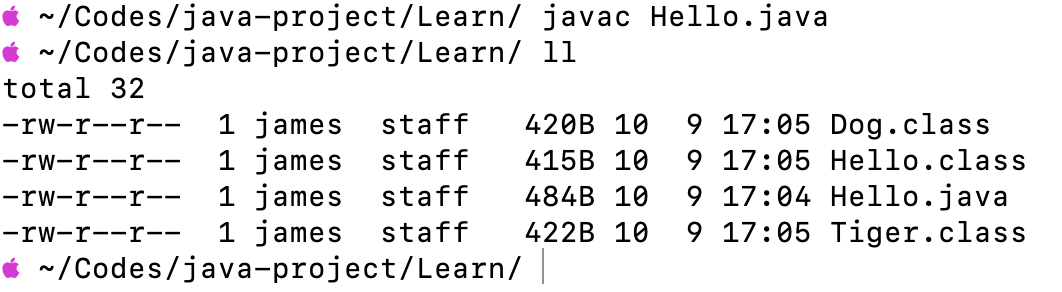 ~/Codes/java-project/Learn/ javac Hello.java
~/Codes/java-project/Learn/ ll
total 32
-rw-r--r--  1 james  staff   420B 10  9 17:05 Dog.class
-rw-r--r--  1 james  staff   415B 10  9 17:05 Hello.class
-rw-r--r--  1 james  staff   484B 10  9 17:04 Hello.java
-rw-r--r--  1 james  staff   422B 10  9 17:05 Tiger.class
~/Codes/java-project/Learn/